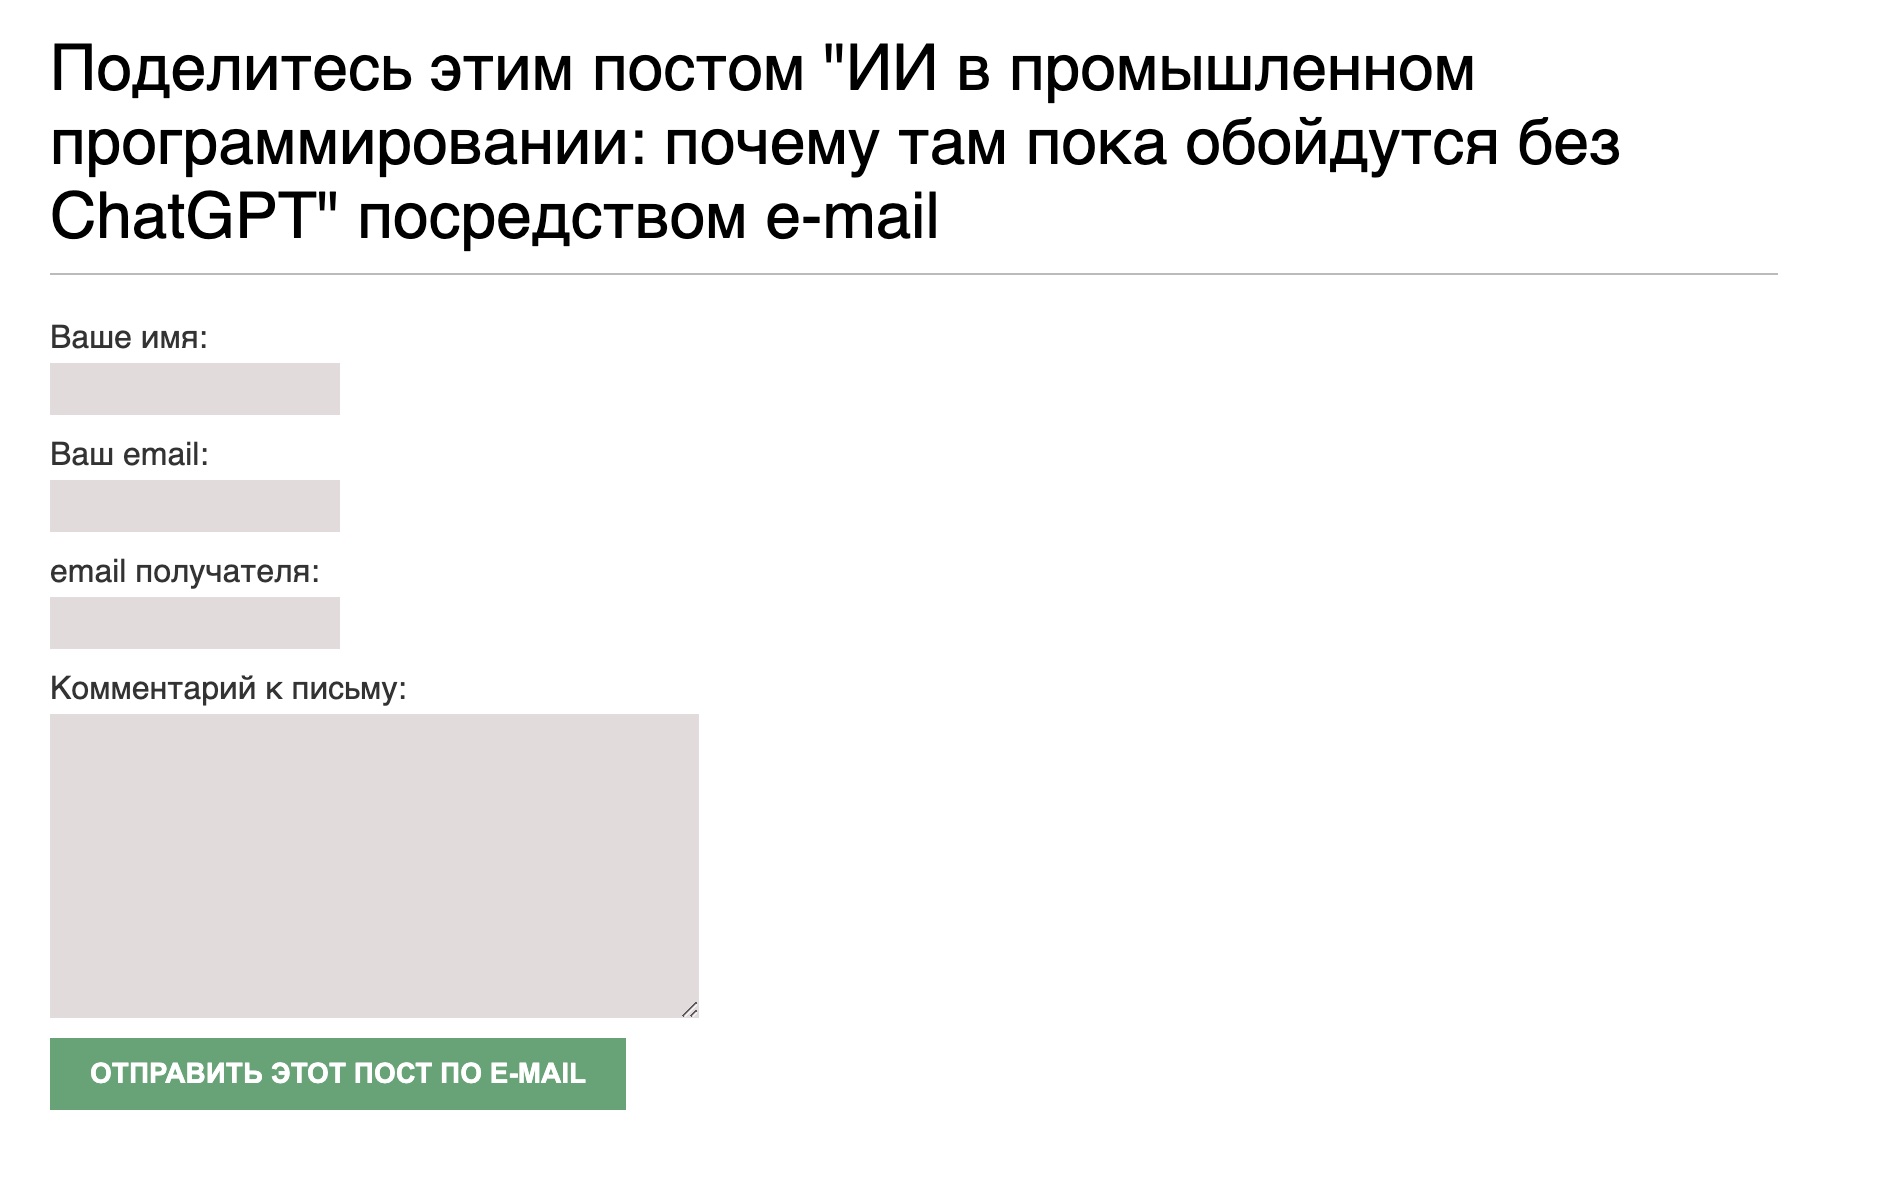 Поделитесь этим постом "ИИ в промышленном
программировании: почему там пока обойдутся без
ChatGPT" посредством e-mail
Ваше имя:
Ваш email:
email получателя:
Комментарий к письму:
ОТПРАВИТЬ ЭТОТ ПОСТ ПО E-MAIL